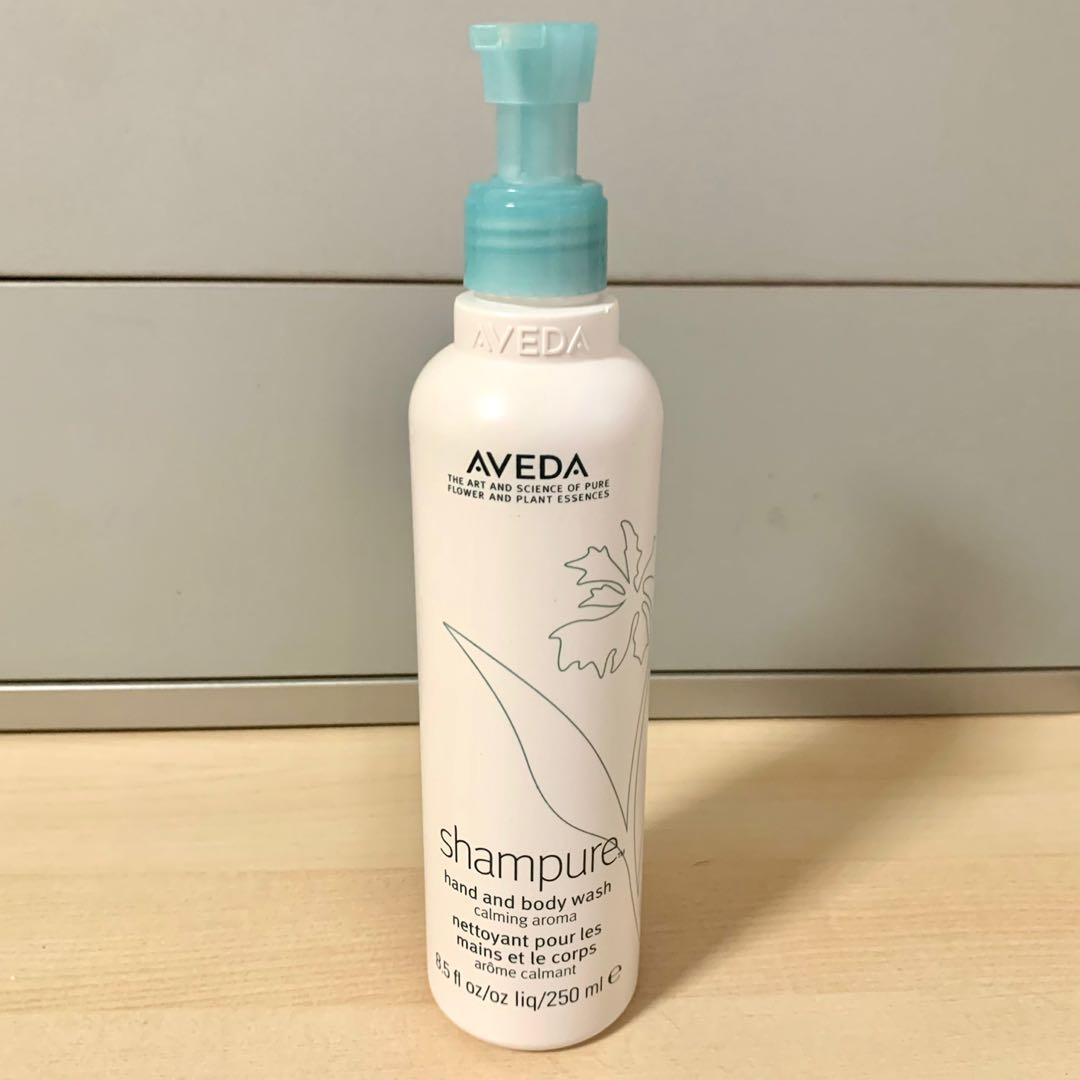 AVEDA
AVEDA
THE ART AND SCIENCE OF PURE
FLOWER AND PLANT ESSENCES
shampure™
hand and body wash
calming aroma
nettoyant pour les
mains et le corps
arôme calmant
8.5 fl oz/oz liq/250 ml ℮